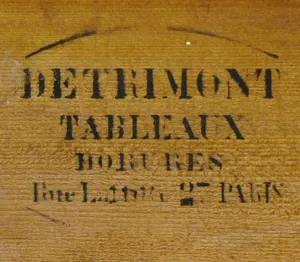 DETRIMONT
TABLEAUX
DORURES
Rue 27 PARIS